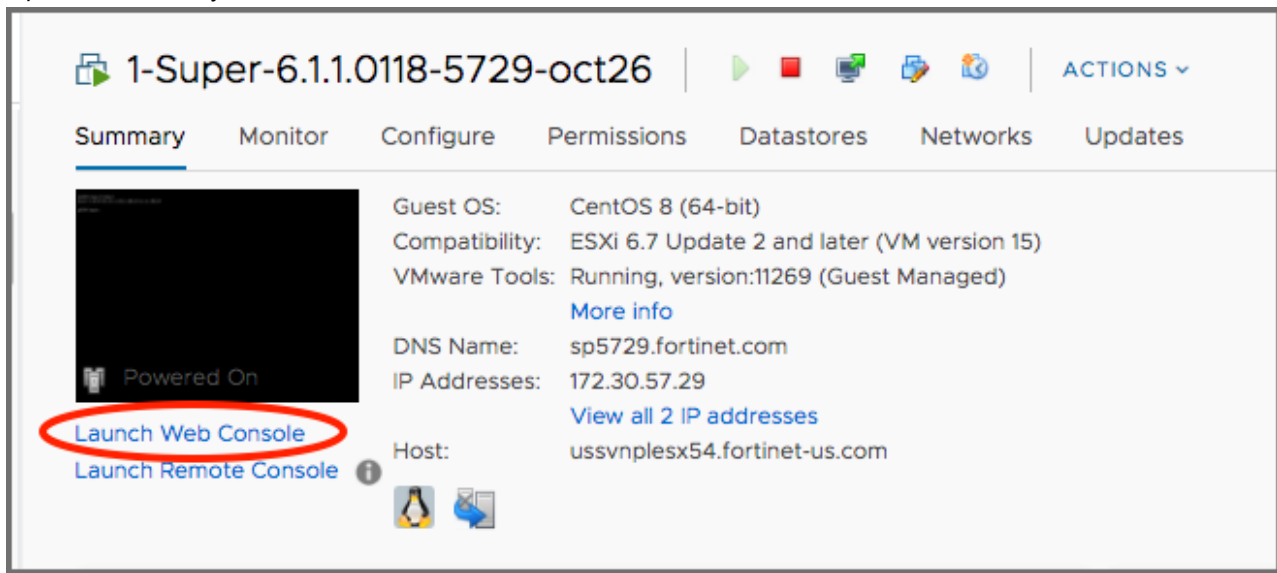 1-Super-6.1.1.0118-5729-oct26 ACTIONS
Summary Monitor Configure Permissions Datastores Networks Updates
Guest OS: CentOS 8 (64-bit)
Compatibility: ESXi 6.7 Update 2 and later (VM version 15)
VMware Tools: Running, version:11269 (Guest Managed)
More info
DNS Name: sp5729.fortinet.com
Powered On
IP Addresses: 172.30.57.29
View all 2 IP addresses
Launch Web Console
Host: ussvnplesx54.fortinet-us.com
Launch Remote Console